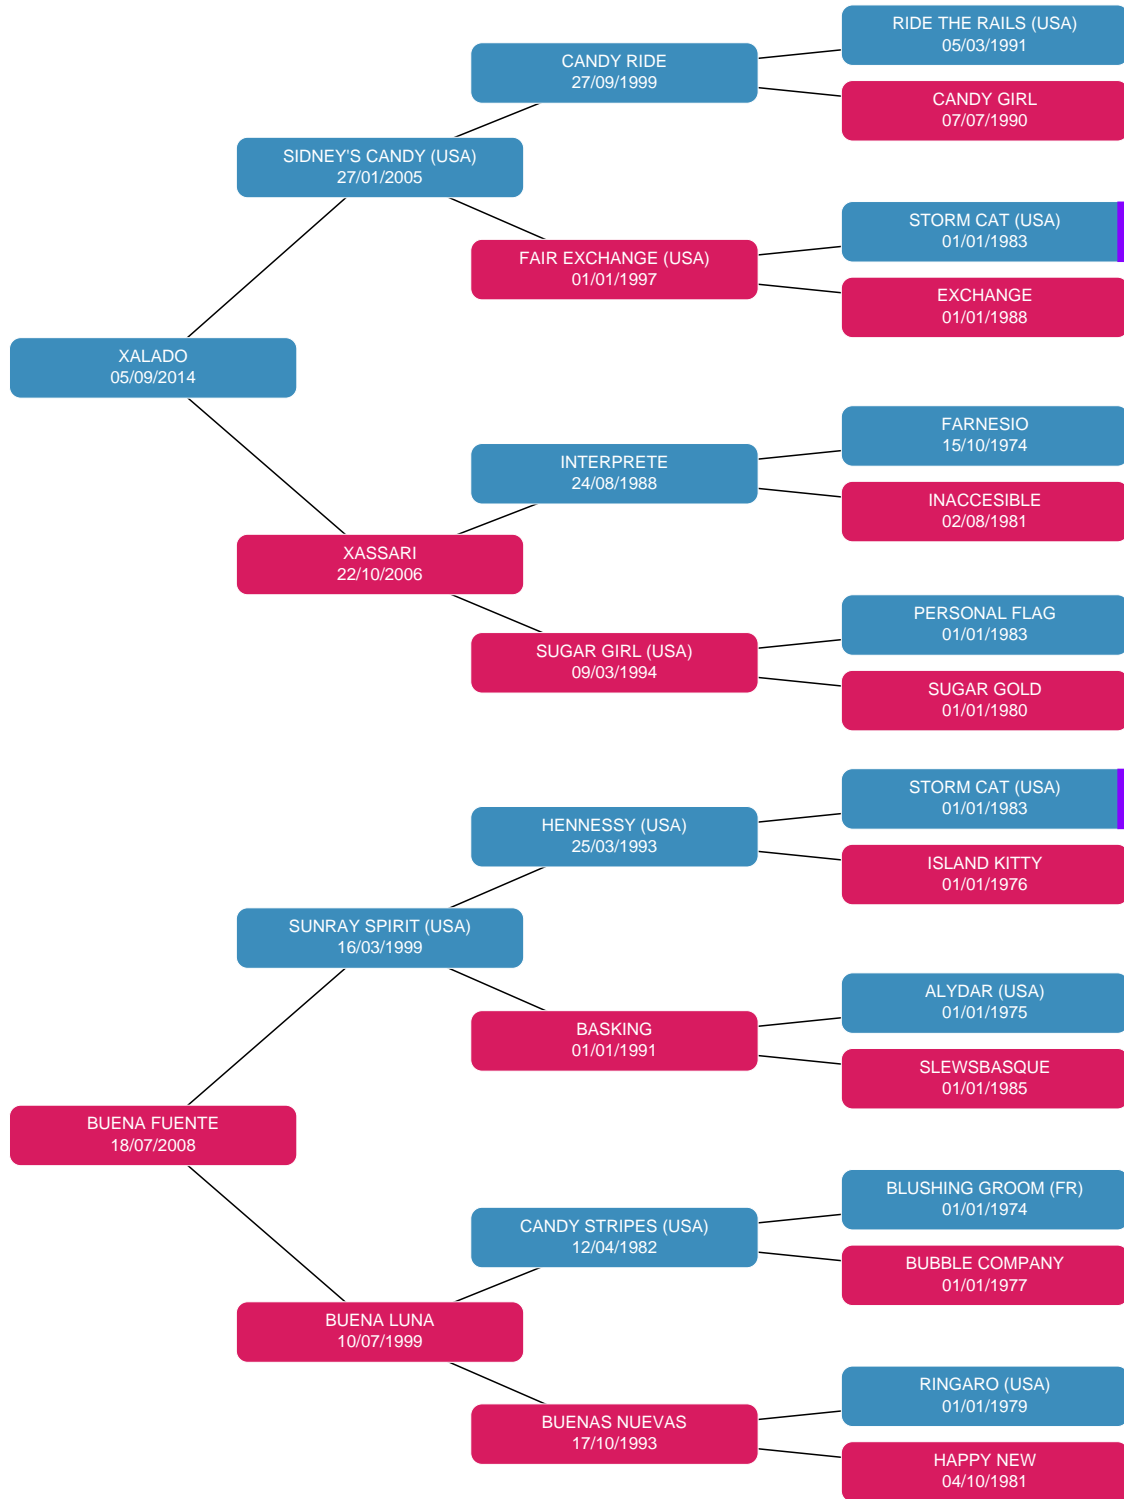 RIDE THE RAILS (USA)
05/03/1991
CANDY RIDE
27/09/1999
CANDY GIRL
07/07/1990
SIDNEY'S CANDY (USA)
27/01/2005
STORM CAT (USA)
01/01/1983
FAIR EXCHANGE (USA)
01/01/1997
EXCHANGE
01/01/1988
XALADO
05/09/2014
FARNESIO
15/10/1974
INTERPRETE
24/08/1988
INACCESIBLE
02/08/1981
XASSARI
22/10/2006
PERSONAL FLAG
01/01/1983
SUGAR GIRL (USA)
09/03/1994
SUGAR GOLD
01/01/1980
STORM CAT (USA)
01/01/1983
HENNESSY (USA)
25/03/1993
ISLAND KITTY
01/01/1976
SUNRAY SPIRIT (USA)
16/03/1999
ALYDAR (USA)
01/01/1975
BASKING
01/01/1991
SLEWSBASQUE
01/01/1985
BUENA FUENTE
18/07/2008
BLUSHING GROOM (FR)
01/01/1974
CANDY STRIPES (USA)
12/04/1982
BUBBLE COMPANY
01/01/1977
BUENA LUNA
10/07/1999
RINGARO (USA)
01/01/1979
BUENAS NUEVAS
17/10/1993
HAPPY NEW
04/10/1981